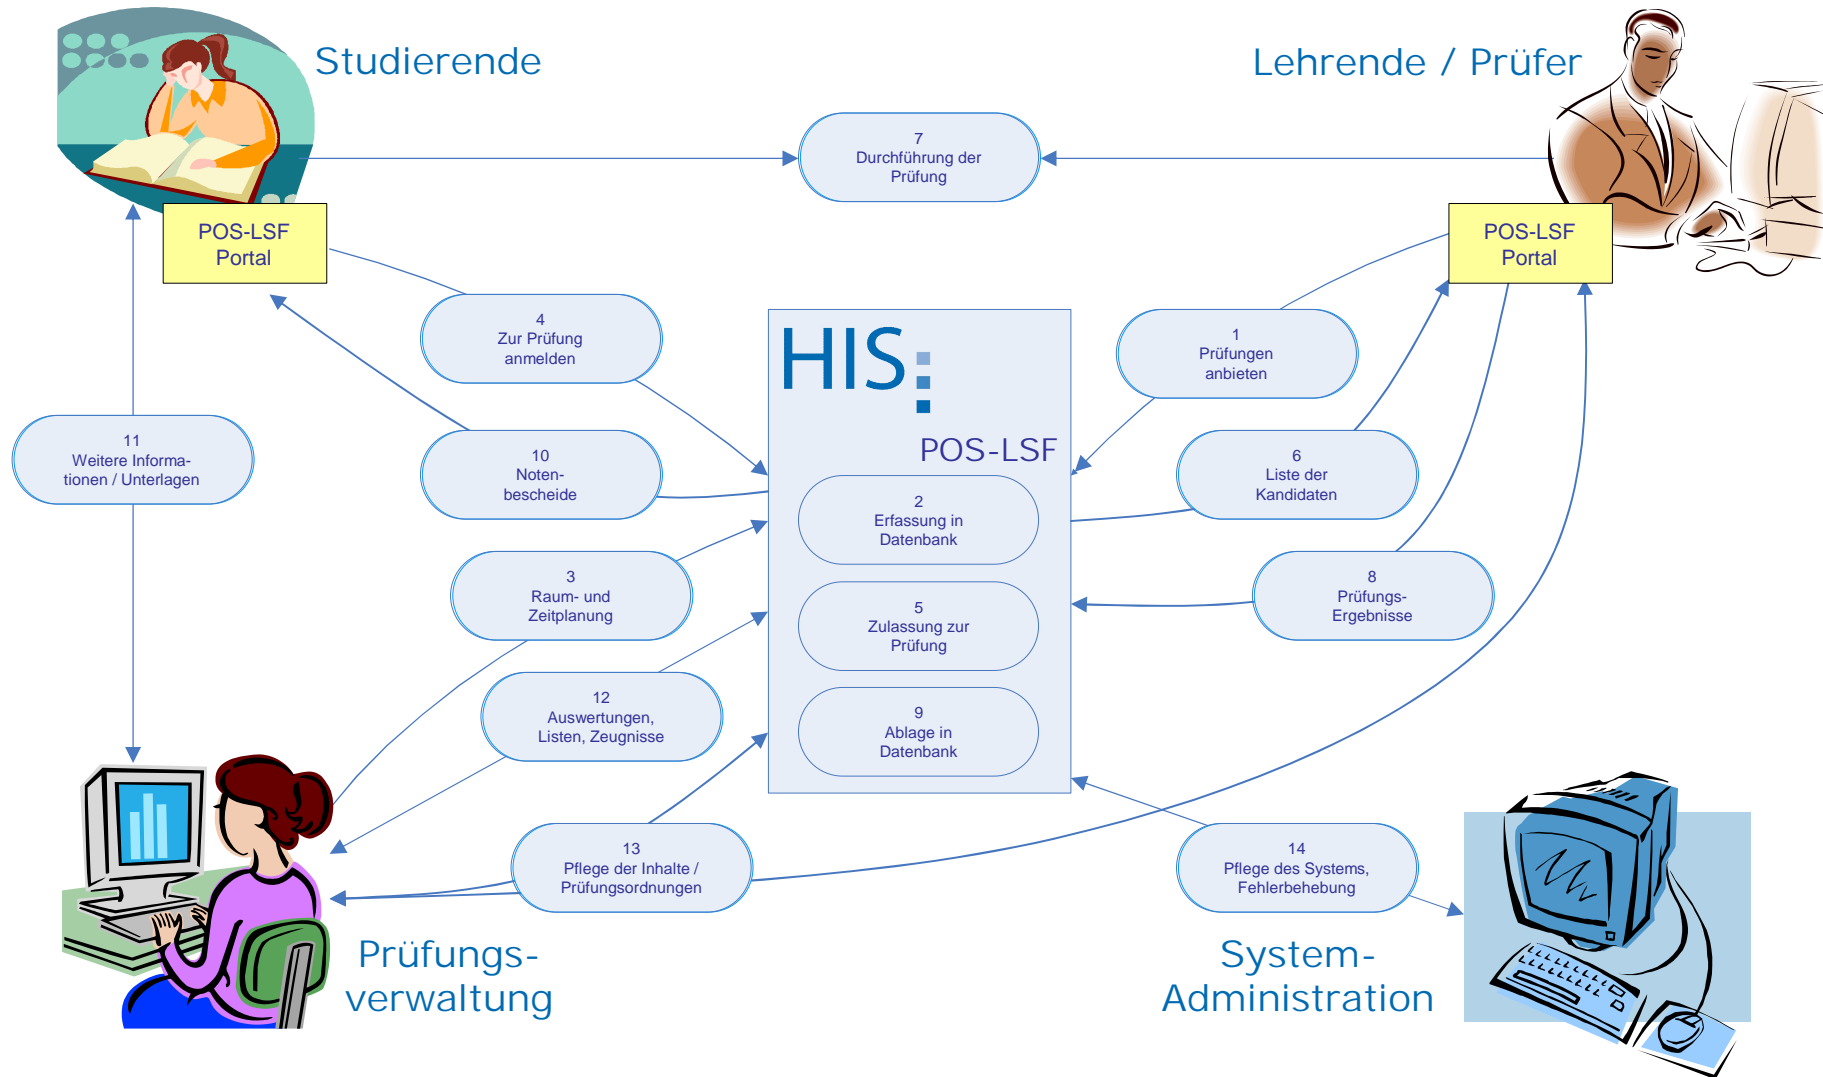 Studierende
Lehrende / Prüfer
7
Durchführung der
Prüfung
POS-LSF
Portal
POS-LSF
Portal
4
Zur Prüfung
anmelden
1
Prüfungen
anbieten
HIS
POS-LSF
11
Weitere Informa-
tionen / Unterlagen
10
Noten-
bescheide
6
Liste der
Kandidaten
2
Erfassung in
Datenbank
3
Raum- und
Zeitplanung
5
Zulassung zur
Prüfung
8
Prüfungs-
Ergebnisse
12
Auswertungen,
Listen, Zeugnisse
9
Ablage in
Datenbank
13
Pflege der Inhalte /
Prüfungsordnungen
14
Pflege des Systems,
Fehlerbehebung
Prüfungs-
verwaltung
System-
Administration